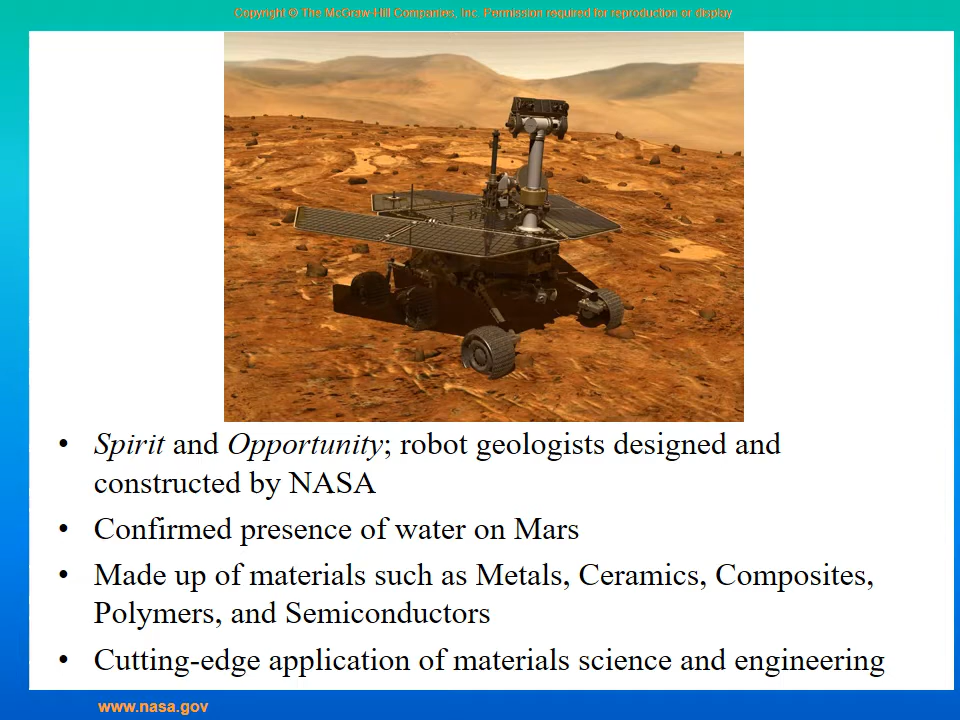 Copyright © The McGraw-Hill Companies, Inc. Permission required for reproduction or display
• Spirit and Opportunity; robot geologists designed and
constructed by NASA
• Confirmed presence of water on Mars
• Made up of materials such as Metals, Ceramics, Composites,
Polymers, and Semiconductors
• Cutting-edge application of materials science and engineering
www.nasa.gov